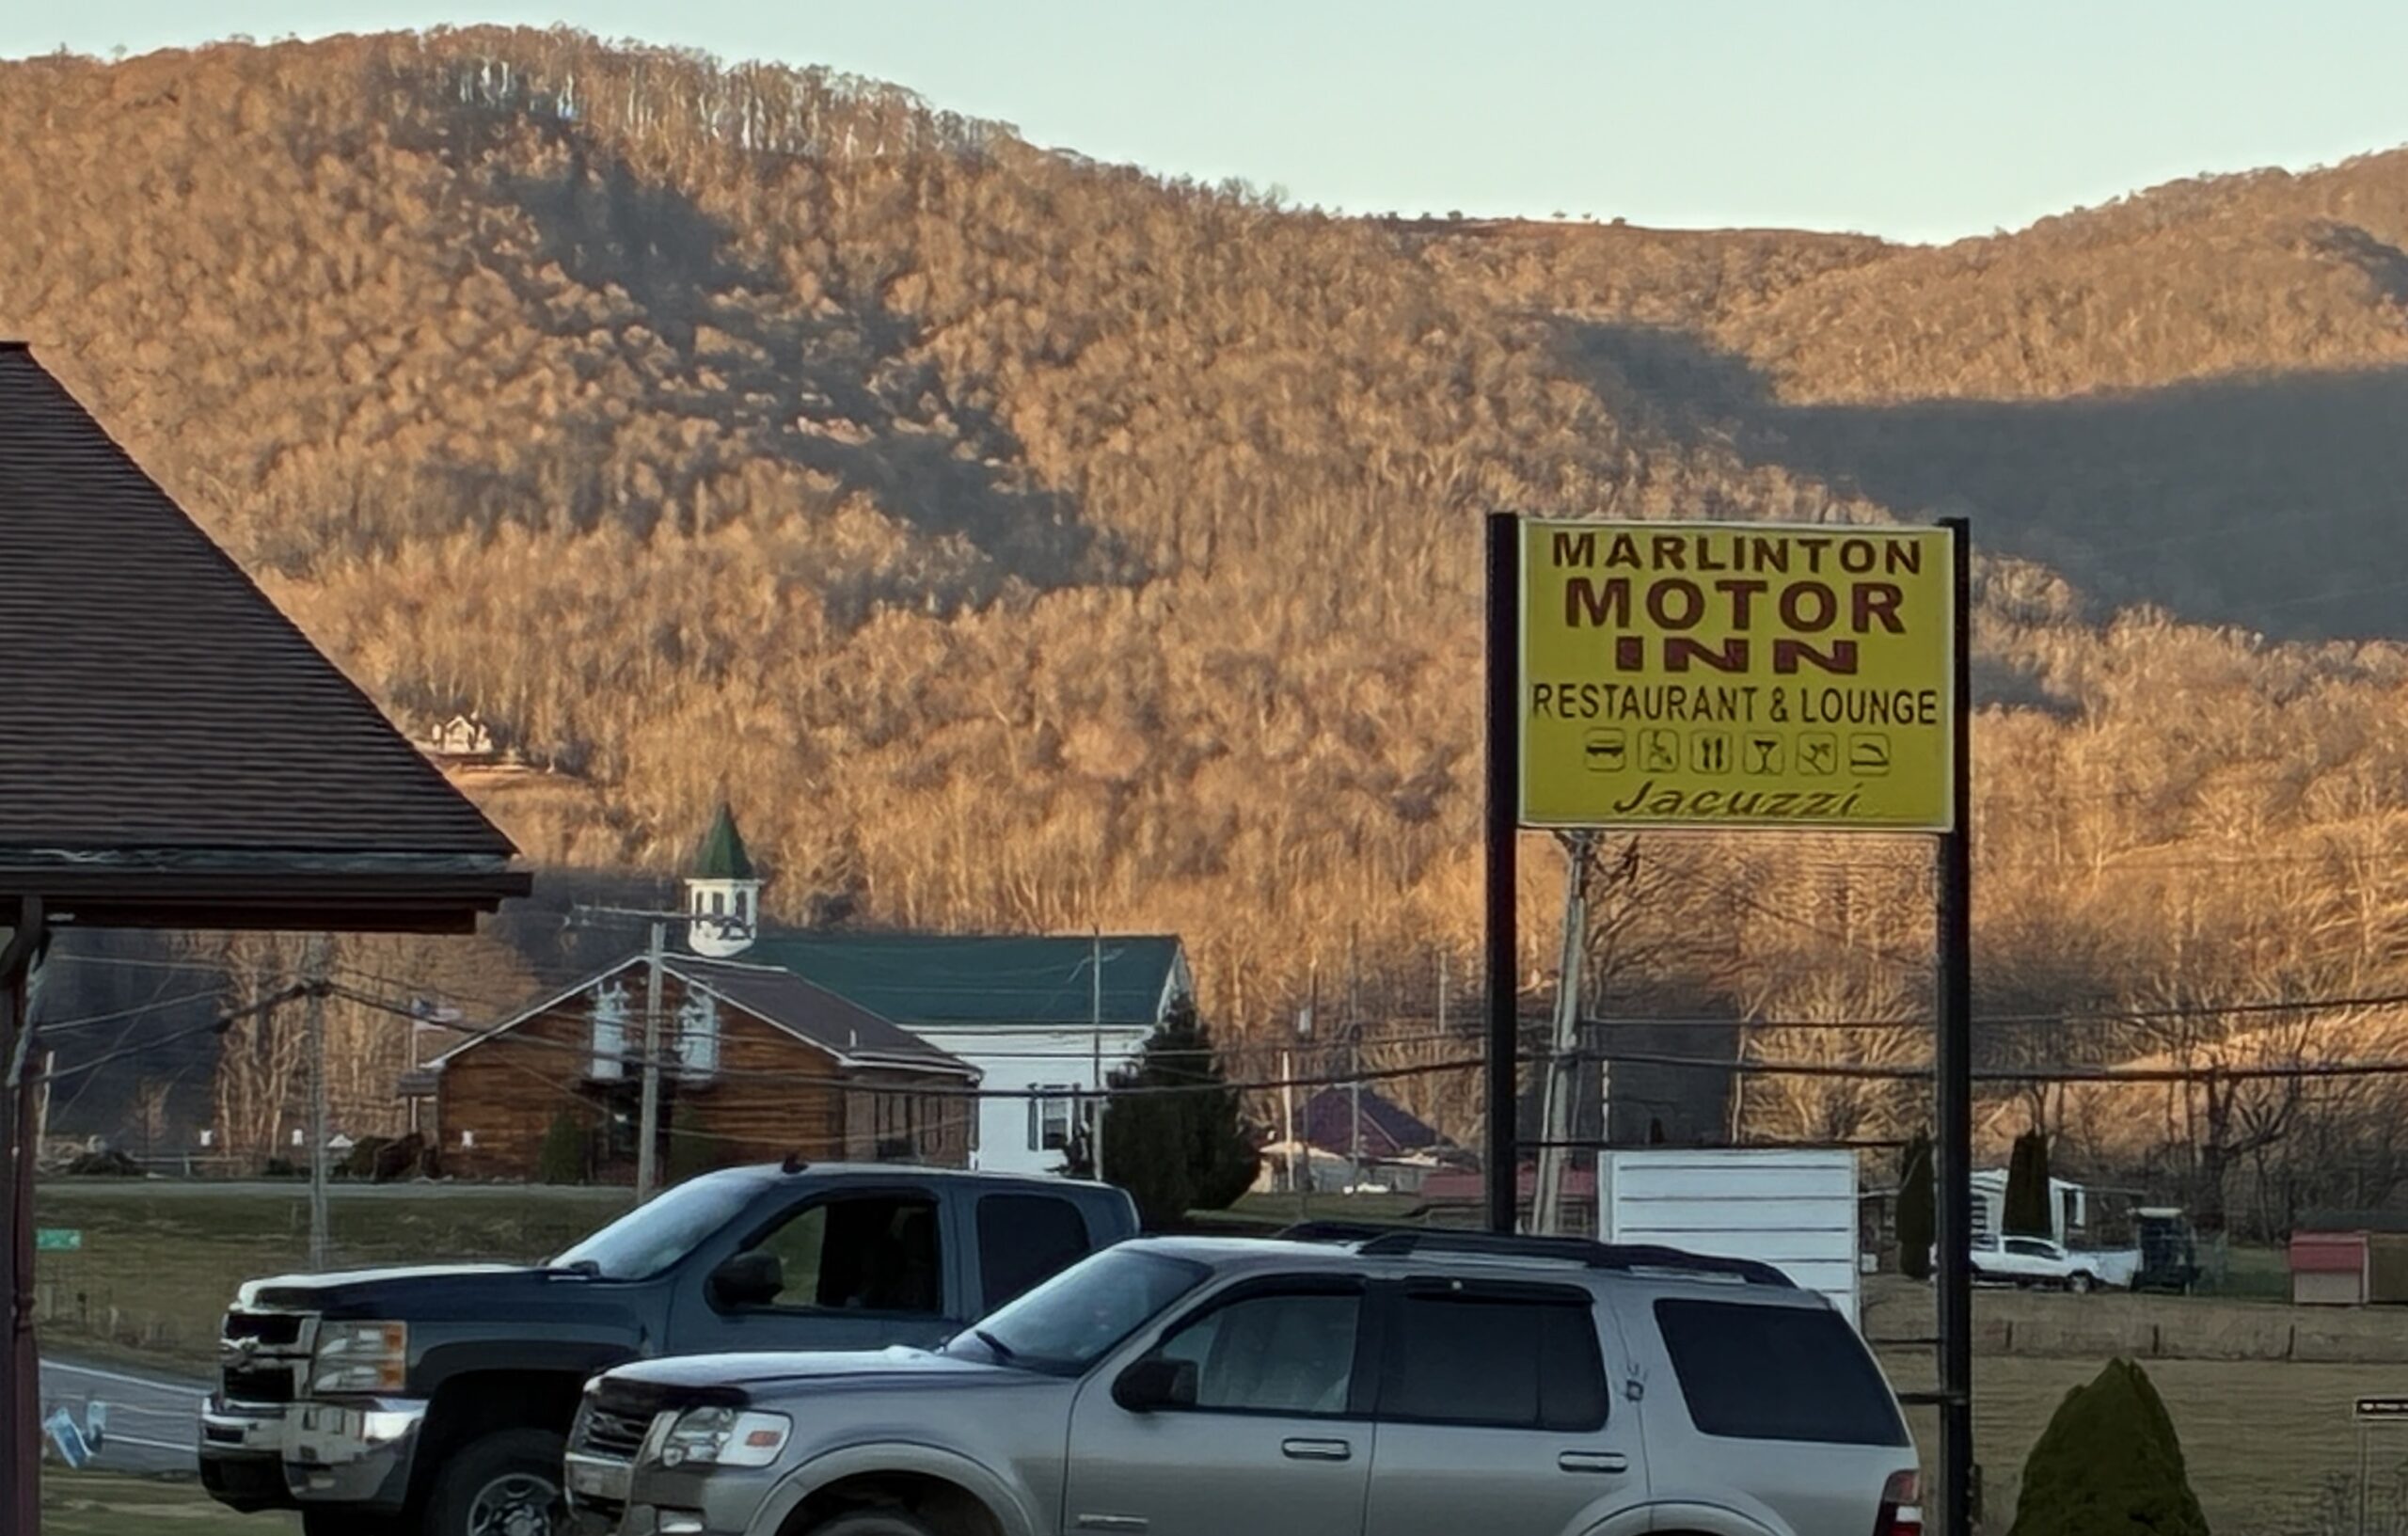 MARLINTON
MOTOR
INN
RESTAURANT & LOUNGE
Jacuzzi